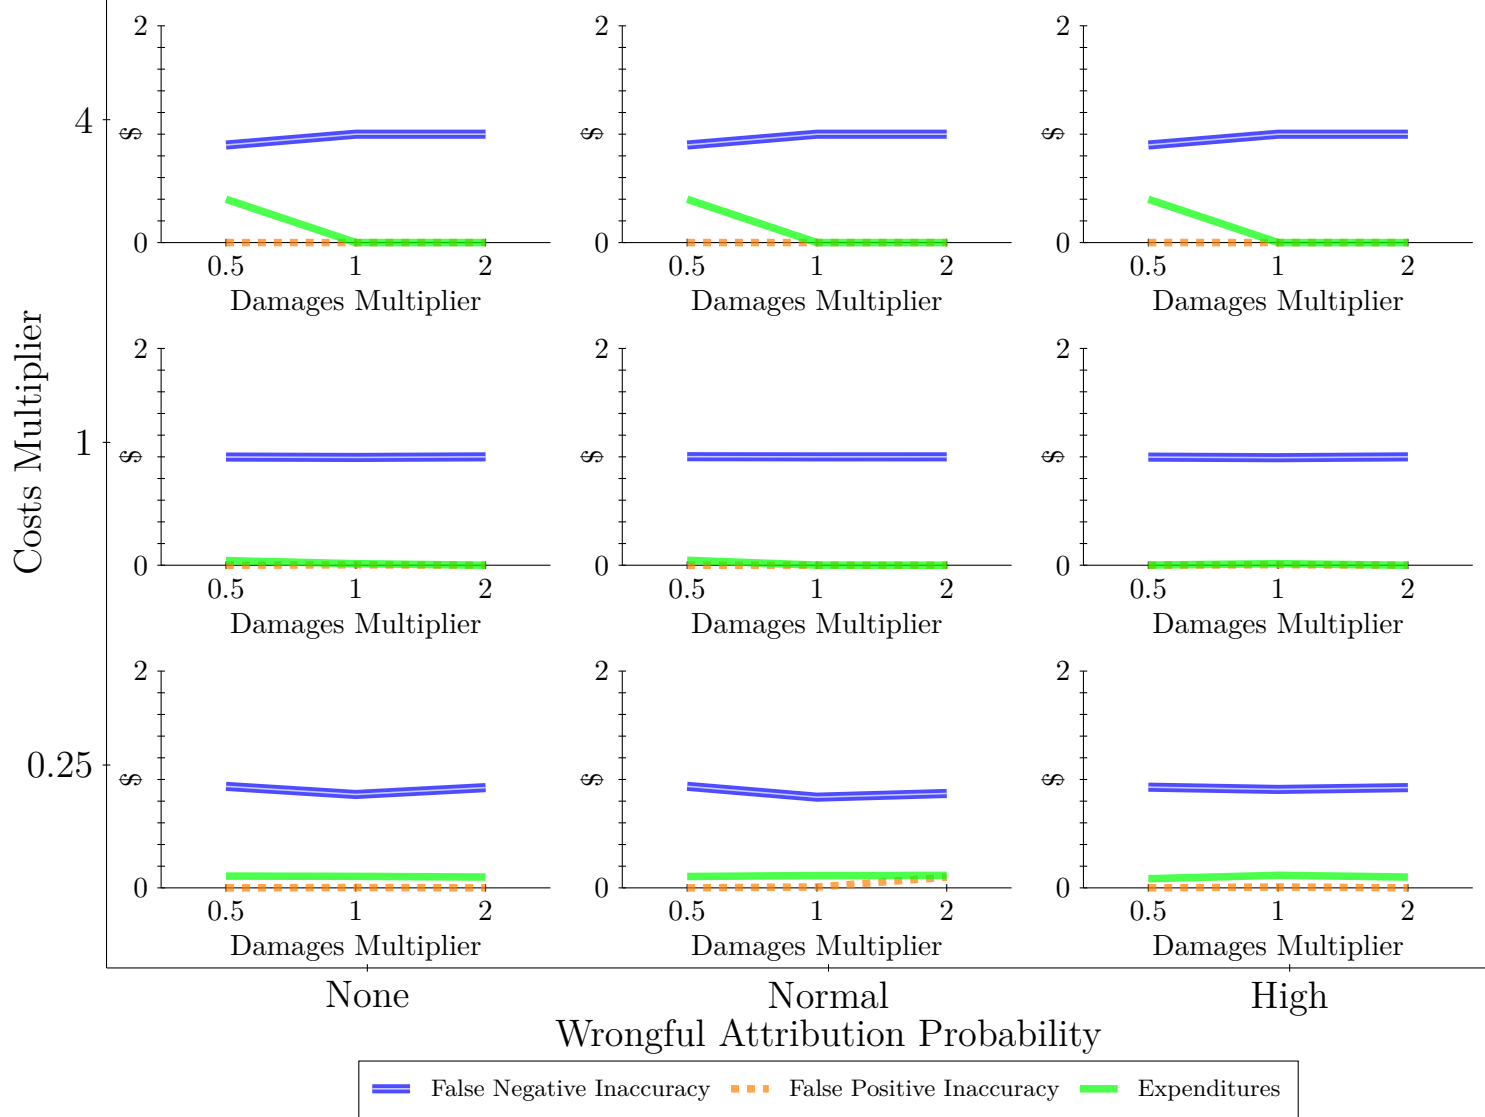 2
2
2
4
$
$
$
0
0
0
0.5 1 2
0.5 1 2
0.5 1 2
Damages Multiplier
Damages Multiplier
Damages Multiplier
Costs Multiplier
2
2
2
1
$
$
$
0
0
0
0.5 1 2
0.5 1 2
0.5 1 2
Damages Multiplier
Damages Multiplier
Damages Multiplier
2
2
2
0.25
$
$
$
0
0
0
0.5 1 2
0.5 1 2
0.5 1 2
Damages Multiplier
Damages Multiplier
Damages Multiplier
None
Normal
High
Wrongful Attribution Probability
False Negative Inaccuracy
False Positive Inaccuracy
Expenditures